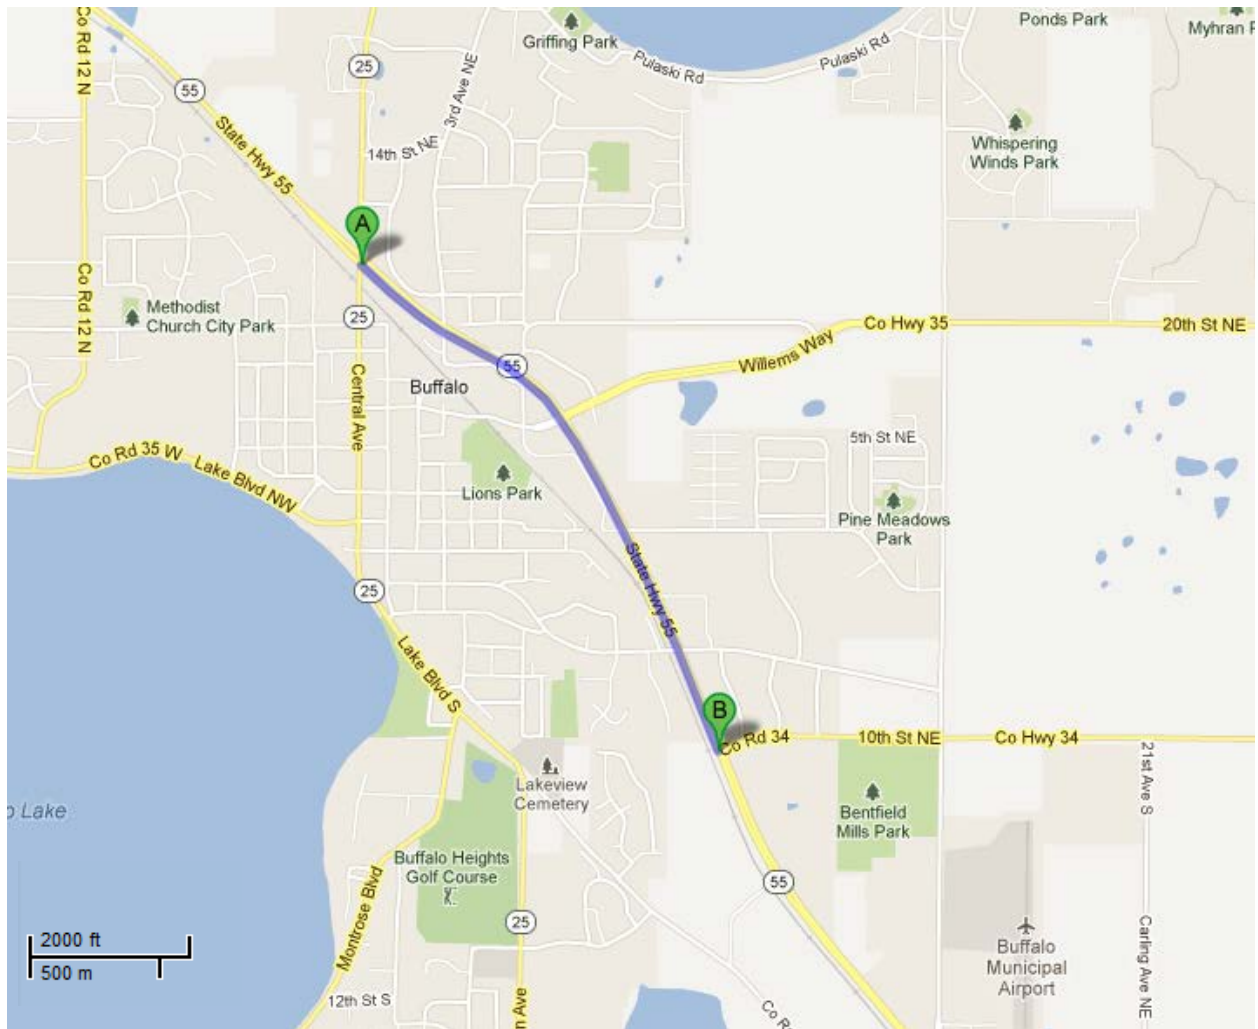 Co Rd 12 N
25
Griffing Park
Ponds Park
Myhran
3rd Ave NE
Pulaski Rd
Pulaski Rd
55
State Hwy 55
14th St NE
Whispering
Winds Park
A
Co Rd 12 N
Methodist
Church City Park
25
Co Hwy 35
20th St NE
55
Willems Way
Buffalo
Central Ave
5th St NE
Co Rd 35 W
Lake Blvd NW
Lions Park
Pine Meadows
Park
State Hwy 55
25
Lake Blvd S
B
Co Rd 34
10th St NE
Co Hwy 34
21st Ave S
Lakeview
Cemetery
Lake
Bentfield
Mills Park
Buffalo Heights
Golf Course
55
Montrose Blvd
25
Carling Ave NE
2000 ft
500 m
Buffalo
Municipal
Airport
12th St S
n Ave
Co R